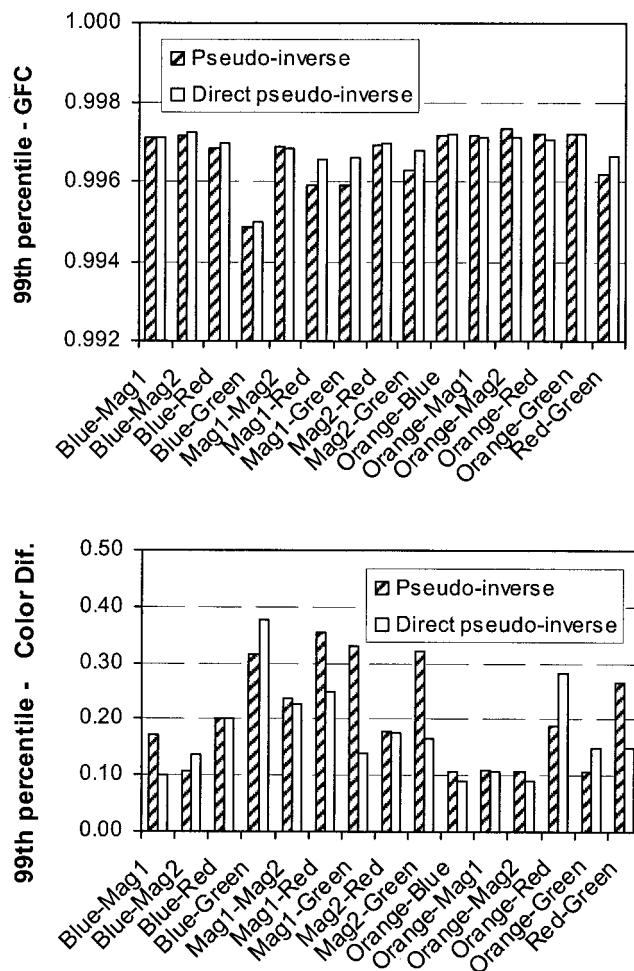 1.000
0.998
0.996
0.994
0.992
99th percentile - GFC
Pseudo-inverse
Direct pseudo-inverse
Blue-Mag1
Blue-Mag2
Blue-Red
Blue-Green
Mag1-Mag2
Mag1-Red
Mag1-Green
Mag2-Red
Mag2-Green
Orange-Blue
Orange-Mag1
Orange-Mag2
Orange-Red
Orange-Green
Red-Green
0.50
0.40
0.30
0.20
0.10
0.00
99th percentile - Color Dif.
Pseudo-inverse
Direct pseudo-inverse
Blue-Mag1
Blue-Mag2
Blue-Red
Blue-Green
Mag1-Mag2
Mag1-Red
Mag1-Green
Mag2-Red
Mag2-Green
Orange-Blue
Orange-Mag1
Orange-Mag2
Orange-Red
Orange-Green
Red-Green